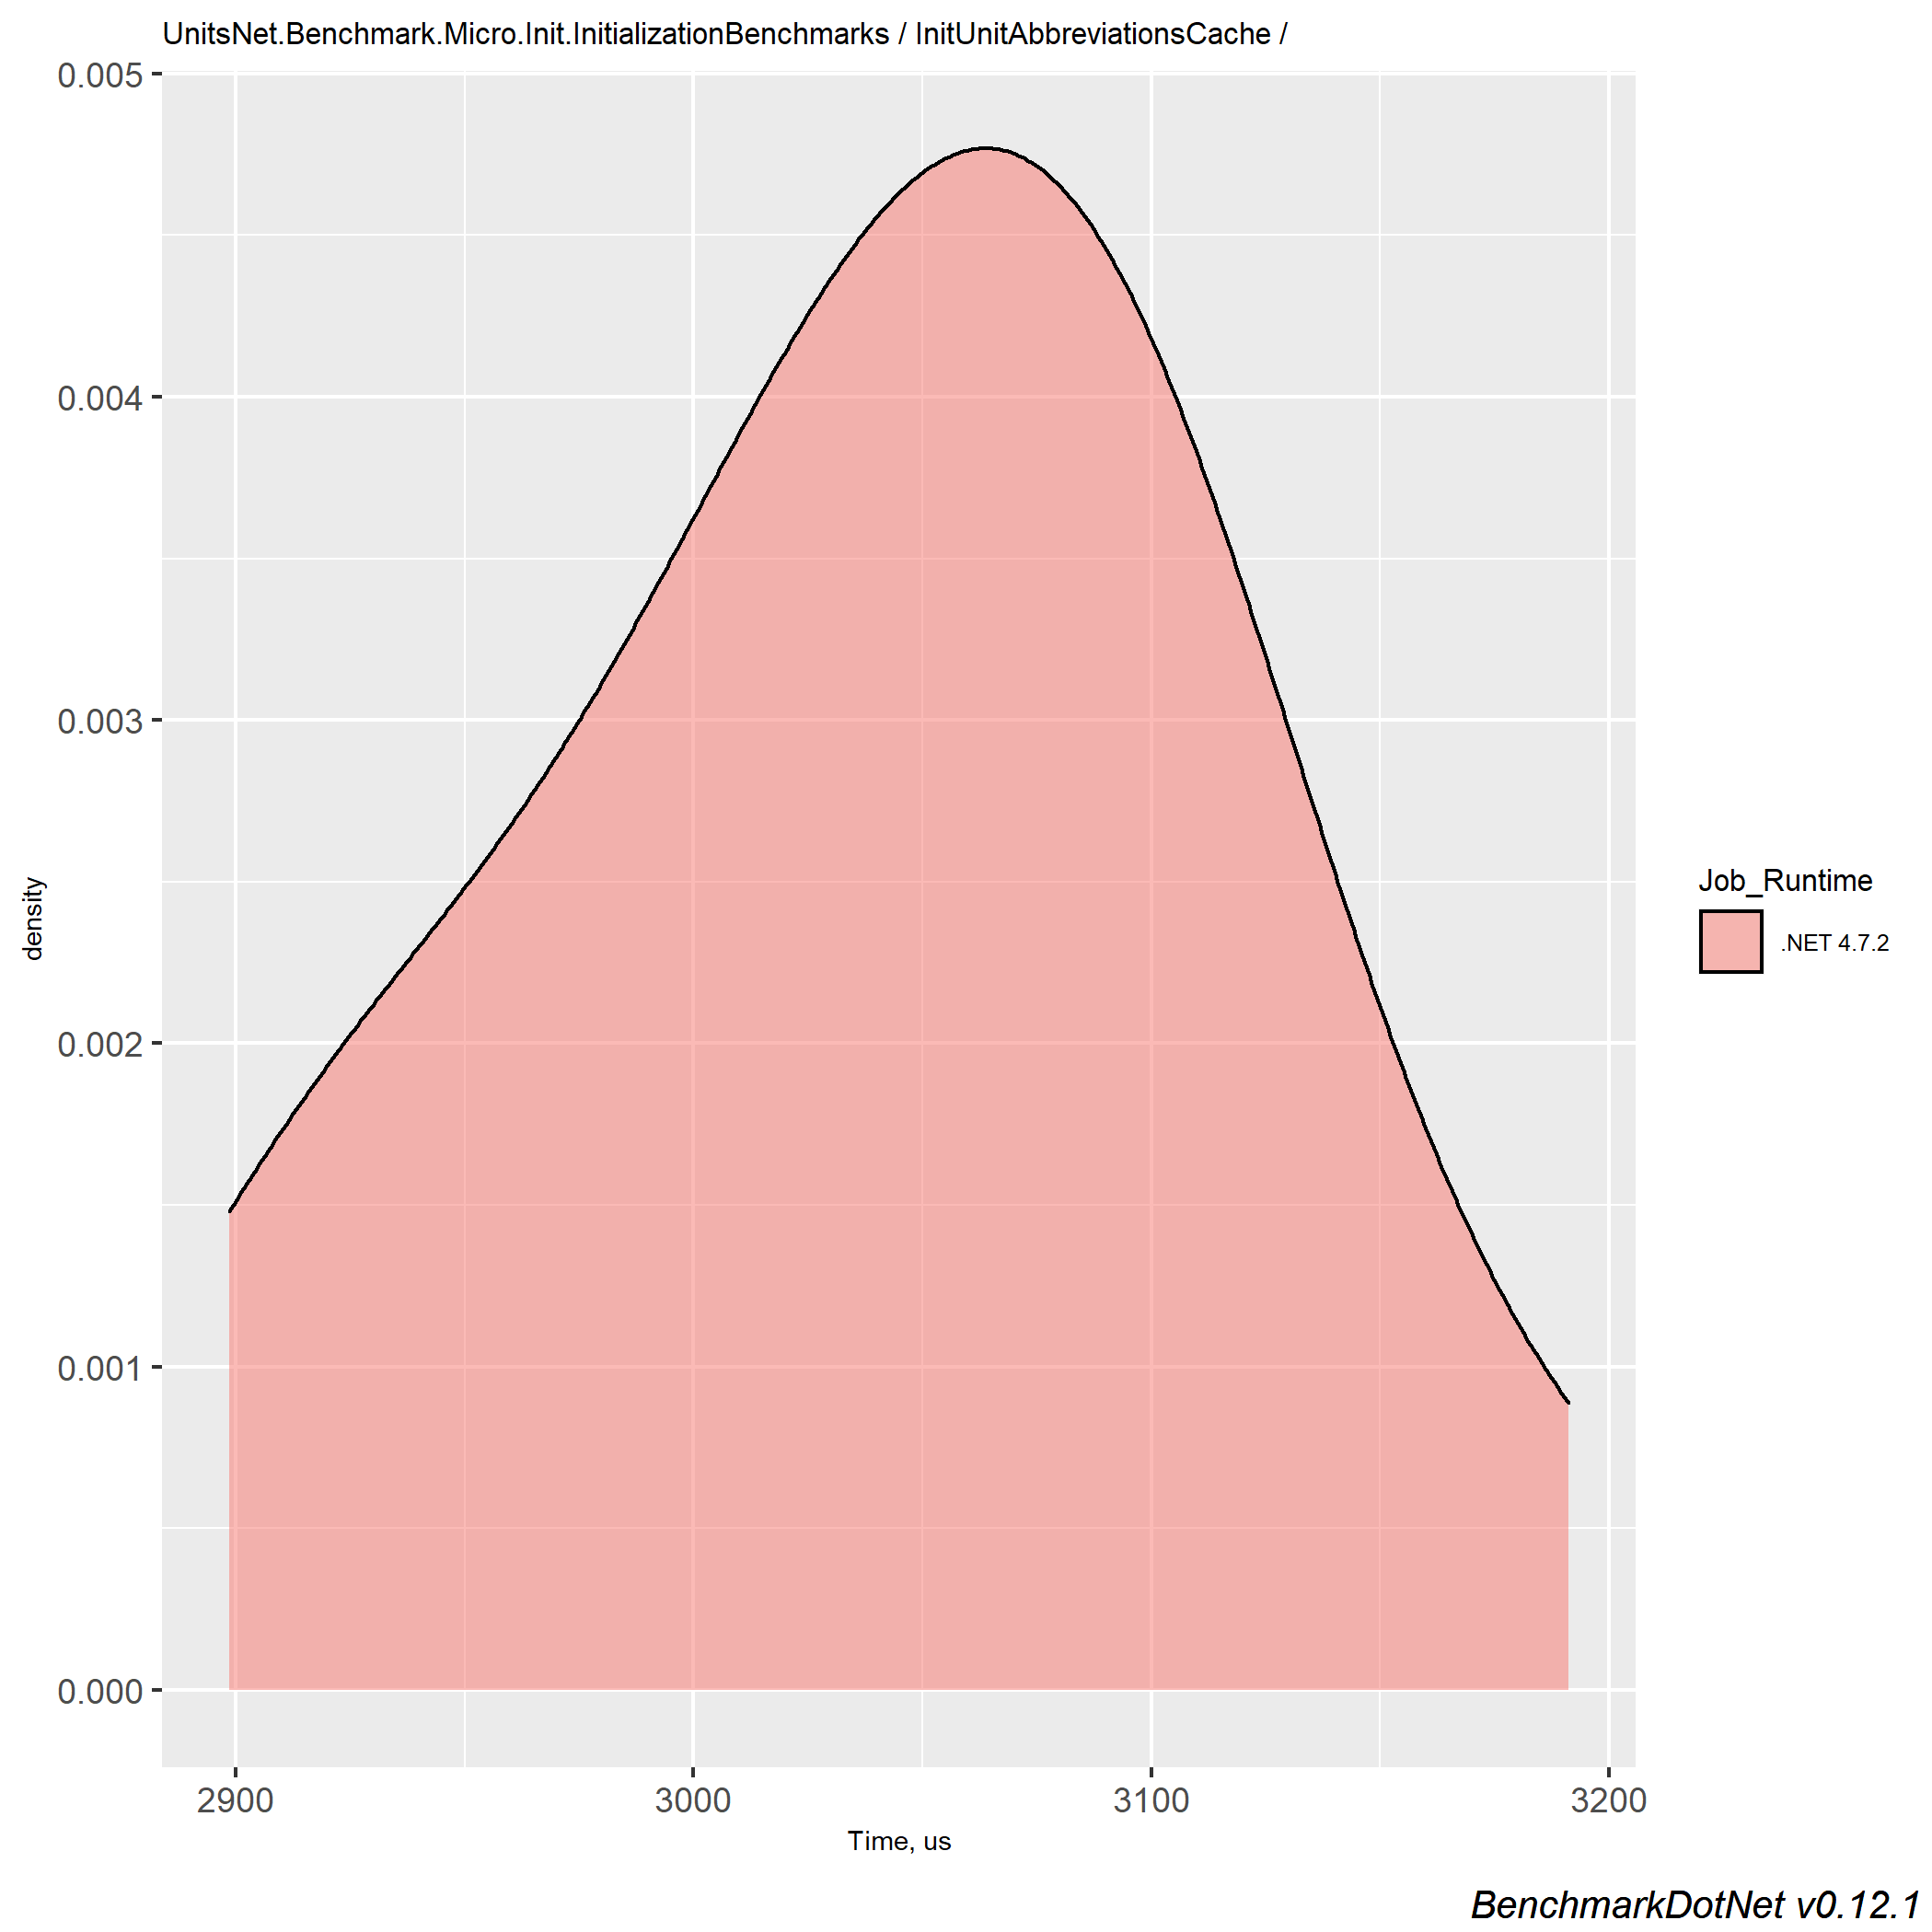 UnitsNet.Benchmark.Micro.Init.InitializationBenchmarks / InitUnitAbbreviationsCache /
0.005
0.004
0.003
0.002
0.001
0.000
density
2900 3000 3100 3200
Time, us
Job_Runtime
.NET 4.7.2
BenchmarkDotNet v0.12.1